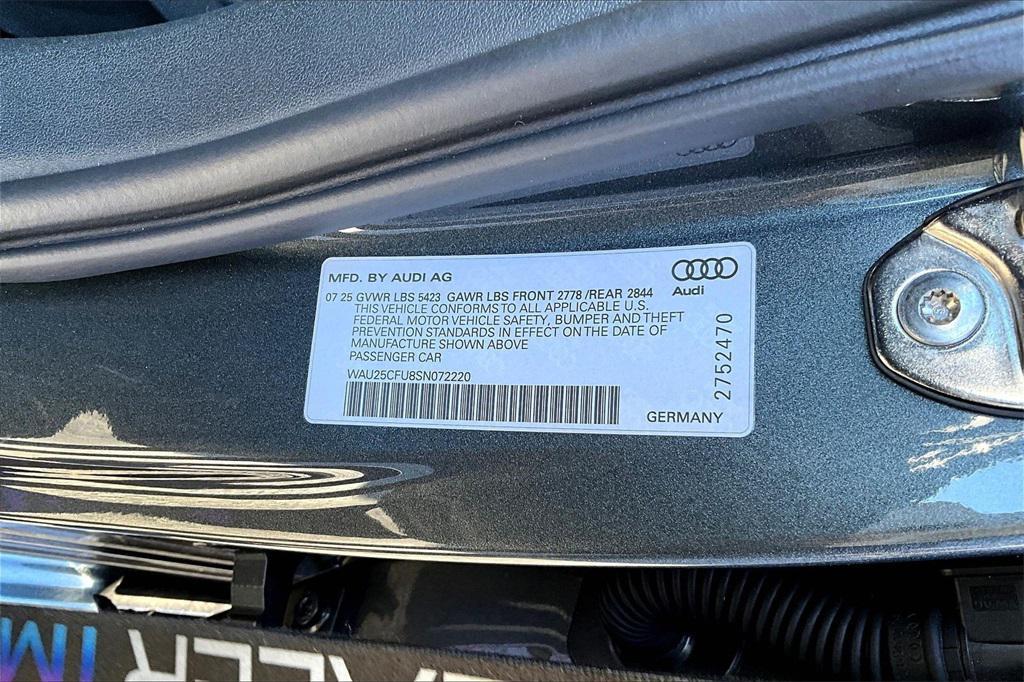 MFD. BY AUDI AG
Audi
07 25 GVWR LBS 5423 GAWR LBS FRONT 2778 /REAR 2844
THIS VEHICLE CONFORMS TO ALL APPLICABLE U.S.
FEDERAL MOTOR VEHICLE SAFETY, BUMPER AND THEFT
PREVENTION STANDARDS IN EFFECT ON THE DATE OF
MANUFACTURE SHOWN ABOVE
PASSENGER CAR
WAU25CFU8SN072220
GERMANY
2752470